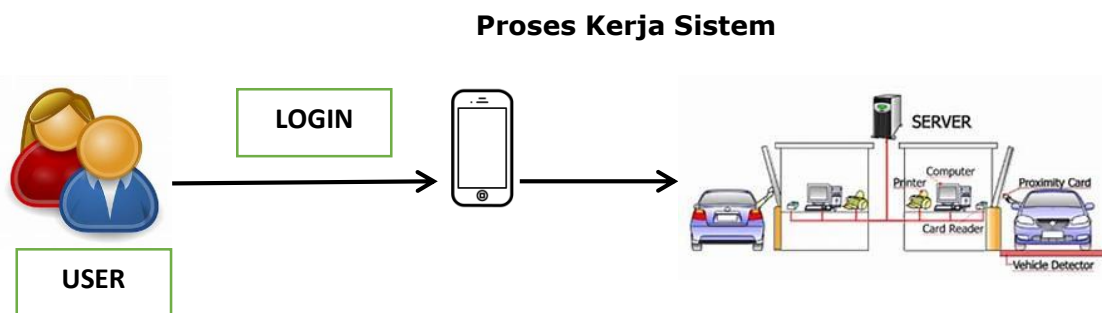 Proses Kerja Sistem
LOGIN
USER
SERVER
Computer
Printer
Card Reader
Proximity Card
Vehicle Detector